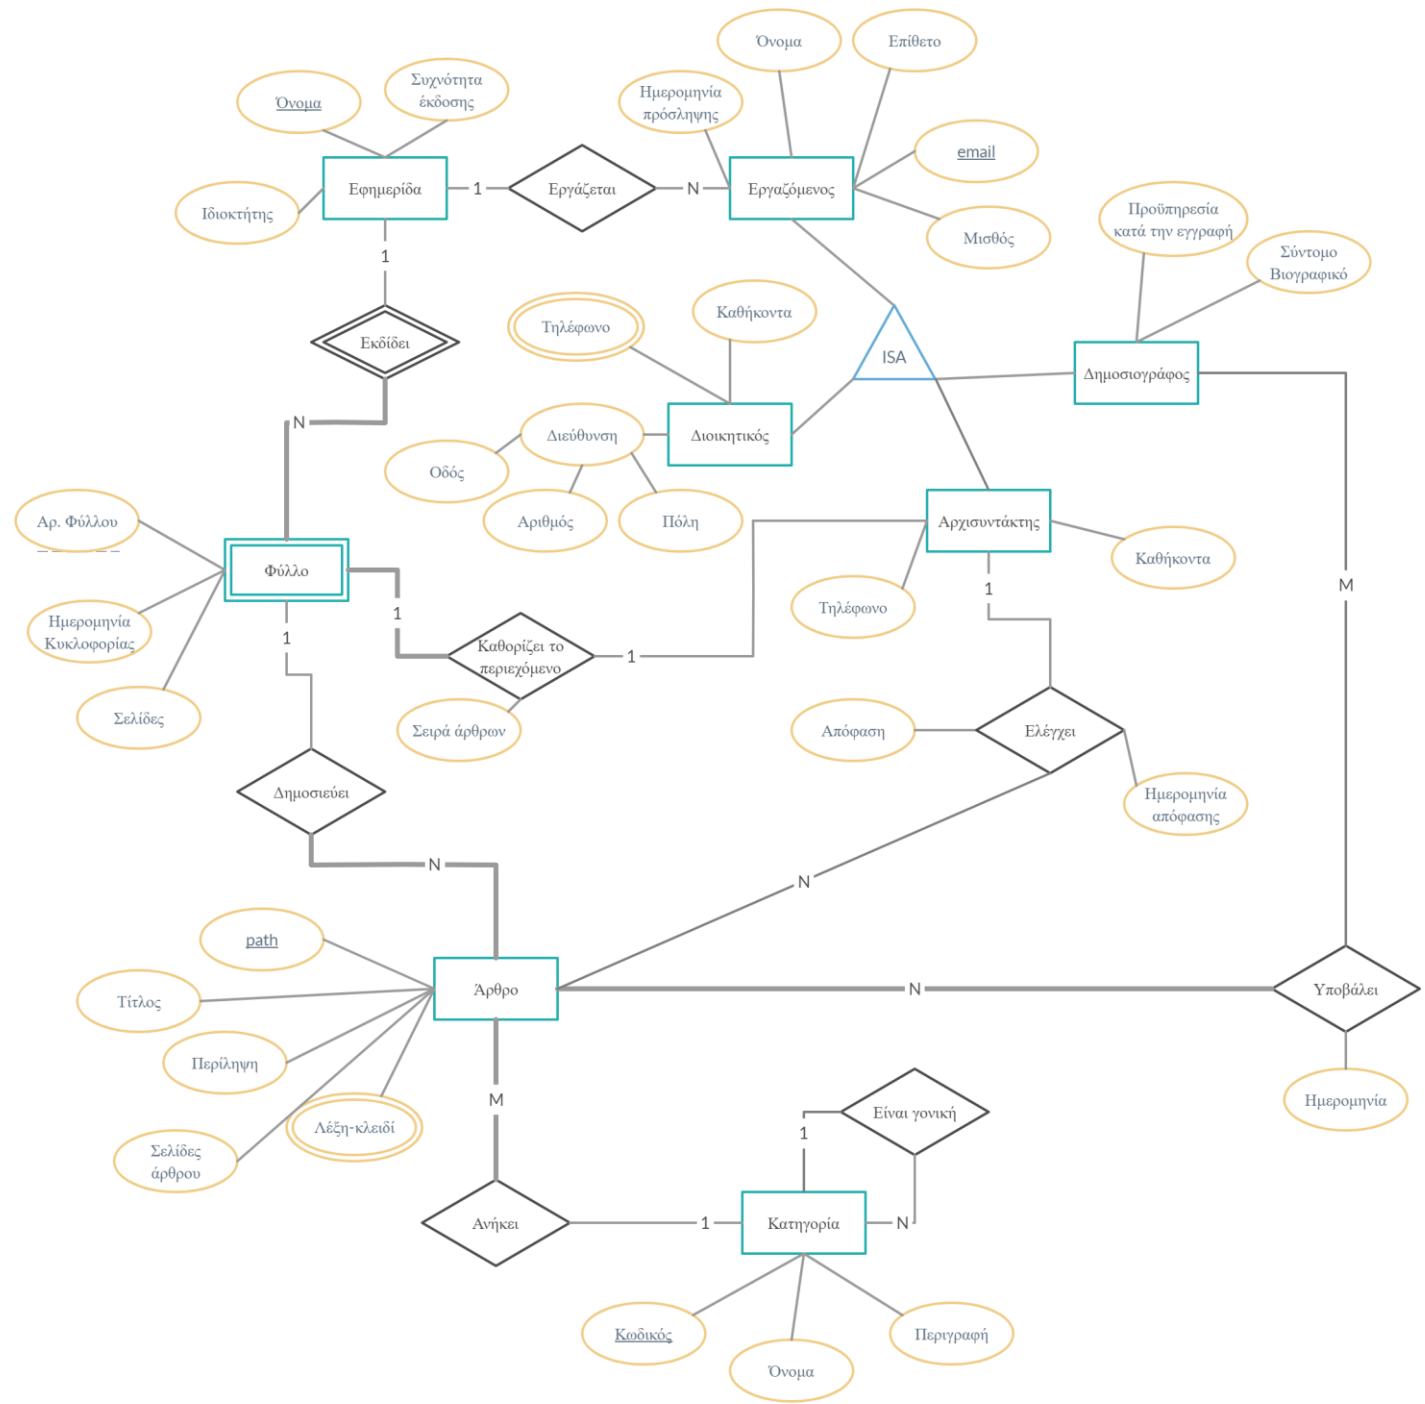 Όνομα
Επίθετο
Συχνότητα
έκδοσης
Όνομα
Ημερομηνία
πρόσληψης
email
Εφημερίδα
1
Εργάζεται
N
Εργαζόμενος
Ιδιοκτήτης
Μισθός
Προϋπηρεσία
κατά την εγγραφή
Σύντομο
Βιογραφικό
1
Τηλέφωνο
Καθήκοντα
Εκδίδει
ISA
Δημοσιογράφος
N
Διεύθυνση
Διοικητικός
Οδός
Αριθμός
Πόλη
Αρ. Φύλλου
Αρχισυντάκτης
Καθήκοντα
Φύλλο
1
M
Τηλέφωνο
1
Ημερομηνία
Κυκλοφορίας
1
Καθορίζει το
περιεχόμενο
1
Σελίδες
Σειρά άρθρων
Απόφαση
Ελέγχει
Δημοσιεύει
Ημερομηνία
απόφασης
N
N
path
Άρθρο
N
Υποβάλει
Τίτλος
Περίληψη
M
Είναι γονική
Ημερομηνία
Λέξη-κλειδί
1
Σελίδες
άρθρου
Ανήκει
1
Κατηγορία
N
Κωδικός
Περιγραφή
Όνομα